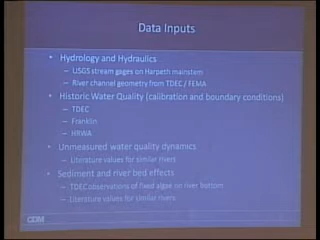 Data Inputs
• Hydrology and Hydraulics
– USGS stream gages on Harpeth mainstem
– River channel geometry from TDEC / FEMA
• Historic Water Quality (calibration and boundary conditions)
– TDEC
– Franklin
– HRWA
• Unmeasured water quality dynamics
– Literature values for similar rivers
• Sediment and river bed effects
– TDEC observations of fixed algae on river bottom
– Literature values for similar rivers
CDM